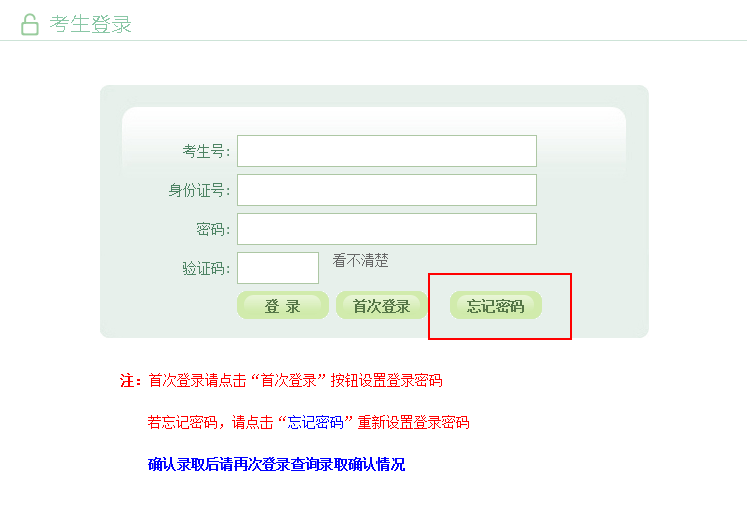 考生登录
考生号:
身份证号:
密码:
验证码: 看不清楚
登 录 首次登录 忘记密码
注：首次登录请点击“首次登录”按钮设置登录密码
若忘记密码，请点击“忘记密码”重新设置登录密码
确认录取后请再次登录查询录取确认情况